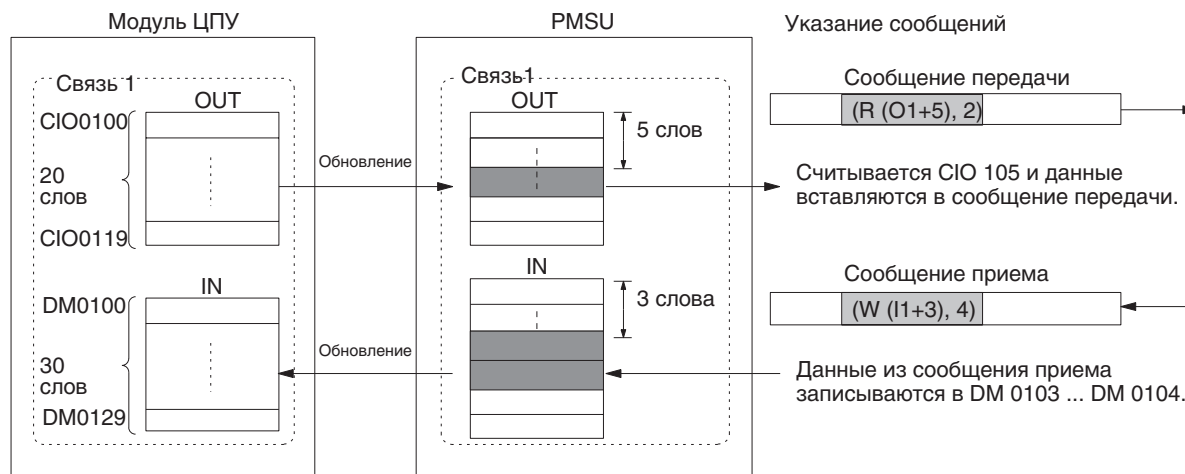 Модуль ЦПУ
PMSU
Указание сообщений
Связь 1
OUT
CIO0100
20
слов
CIO0119
IN
DM0100
30
слов
DM0129
Обновление
Обновление
Связь1
OUT
5 слов
IN
3 слова
Сообщение передачи
(R (O1+5), 2)
Считывается CIO 105 и данные
вставляются в сообщение передачи.
Сообщение приема
(W (I1+3), 4)
Данные из сообщения приема
записываются в DM 0103 ... DM 0104.